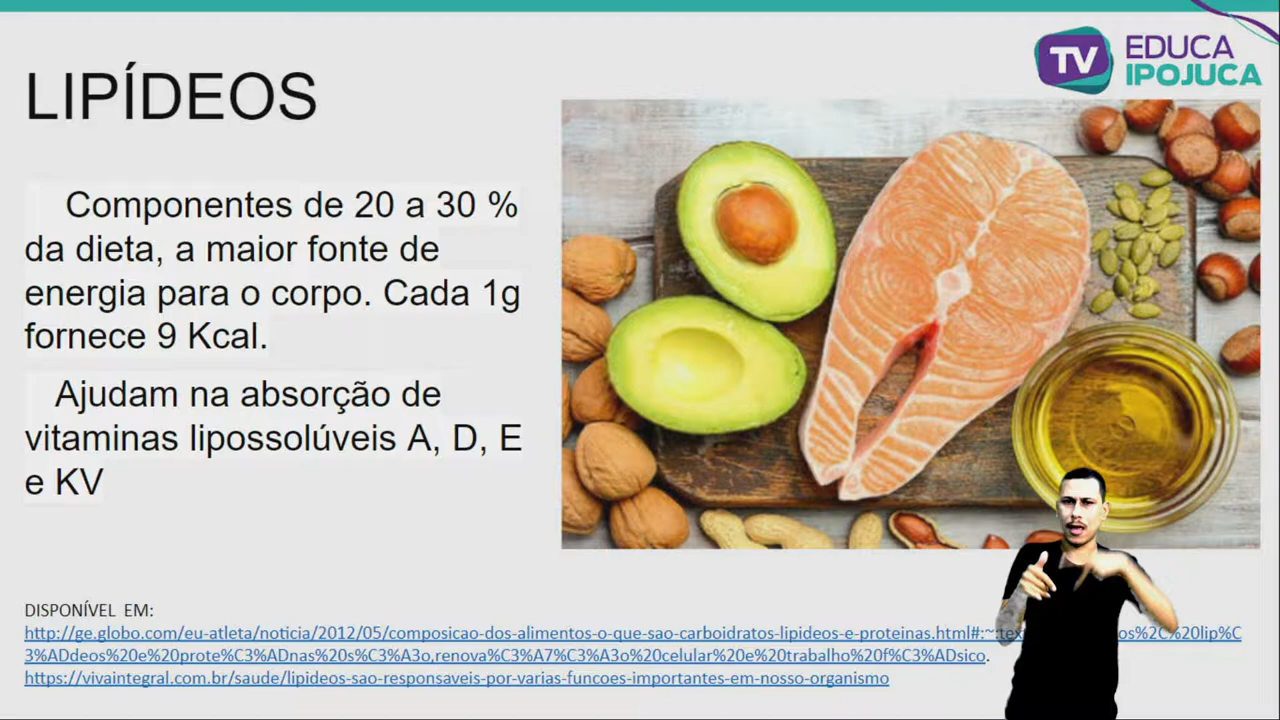 TV EDUCA
IPOJUCA
LIPÍDEOS
Componentes de 20 a 30 %
da dieta, a maior fonte de
energia para o corpo. Cada 1g
fornece 9 Kcal.
Ajudam na absorção de
vitaminas lipossolúveis A, D, E
e KV
DISPONÍVEL EM:
http://ge.globo.com/eu-atleta/noticia/2012/05/composicao-dos-alimentos-o-que-sao-carboidratos-lipideos-e-proteinas.html#:~:tex os%2C%20lip%C
3%ADdeos%20e%20prote%C3%ADnas%20s%C3%A3o,renova%C3%A7%C3%A3o%20celular%20e%20trabalho%20f%C3%ADsico.
https://vivaintegral.com.br/saude/lipideos-sao-responsaveis-por-varias-funcoes-importantes-em-nosso-organismo